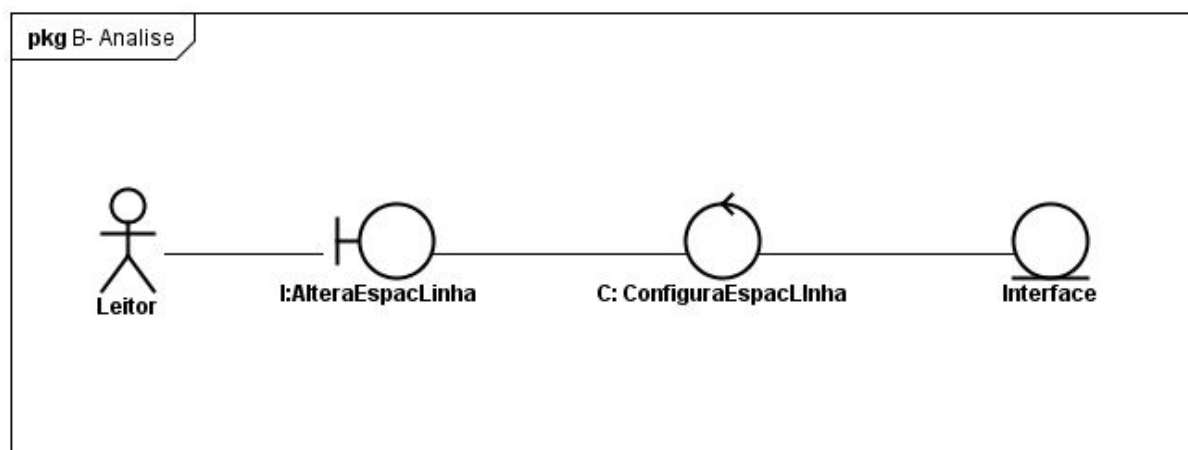 pkg B- Analise
Leitor
I:AlteraEspacLinha
C: ConfiguraEspacLInha
Interface